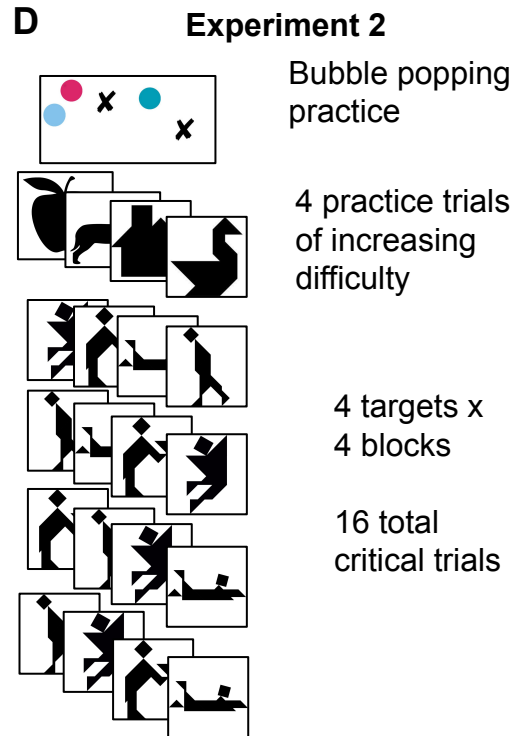 D
Experiment 2
Bubble popping
practice
4 practice trials
of increasing
difficulty
4 targets x
4 blocks
16 total
critical trials